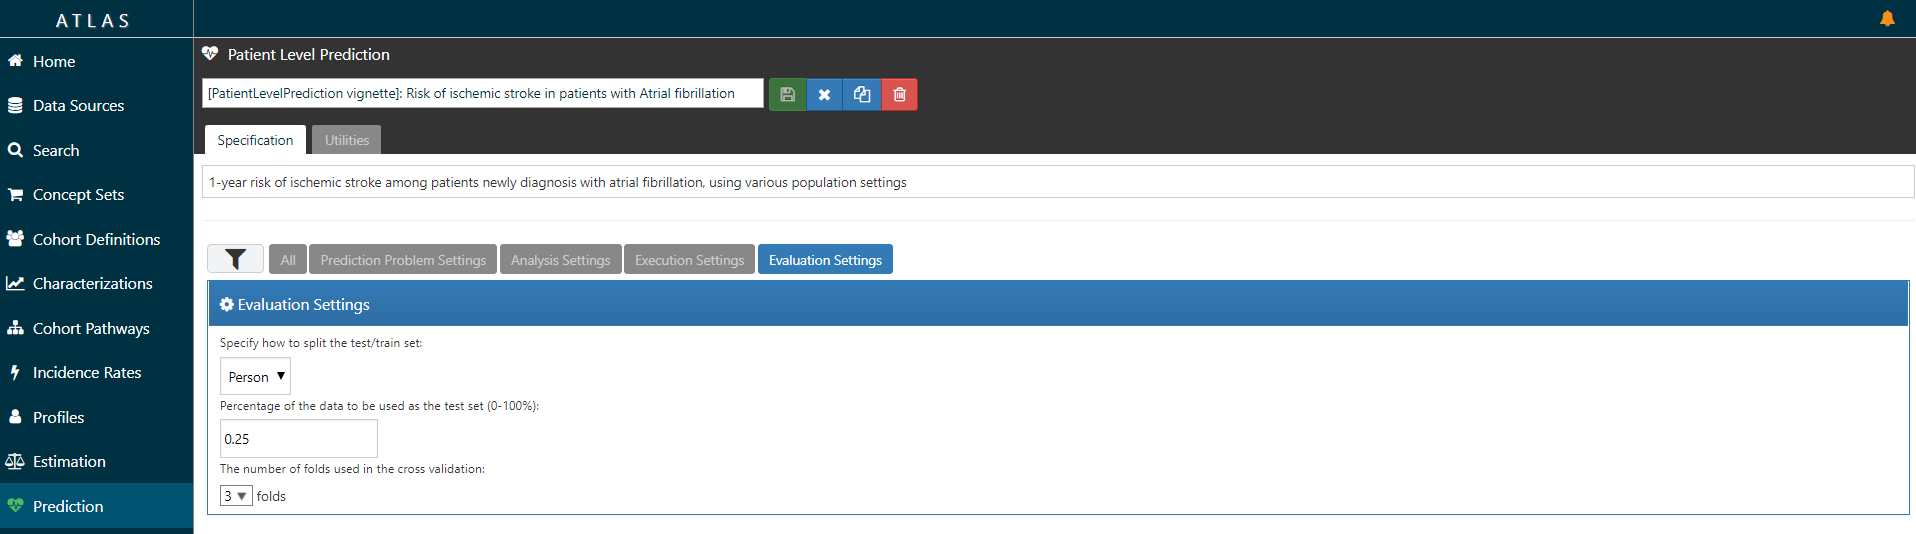 ATLAS
Home
Data Sources
Search
Concept Sets
Cohort Definitions
Characterizations
Cohort Pathways
Incidence Rates
Profiles
Estimation
Prediction
Patient Level Prediction
[PatientLevelPrediction vignette]: Risk of ischemic stroke in patients with Atrial fibrillation
Specification Utilities
1-year risk of ischemic stroke among patients newly diagnosis with atrial fibrillation, using various population settings
All Prediction Problem Settings Analysis Settings Execution Settings Evaluation Settings
Evaluation Settings
Specify how to split the test/train set:
Person
Percentage of the data to be used as the test set (0-100%):
0.25
The number of folds used in the cross validation:
3 folds